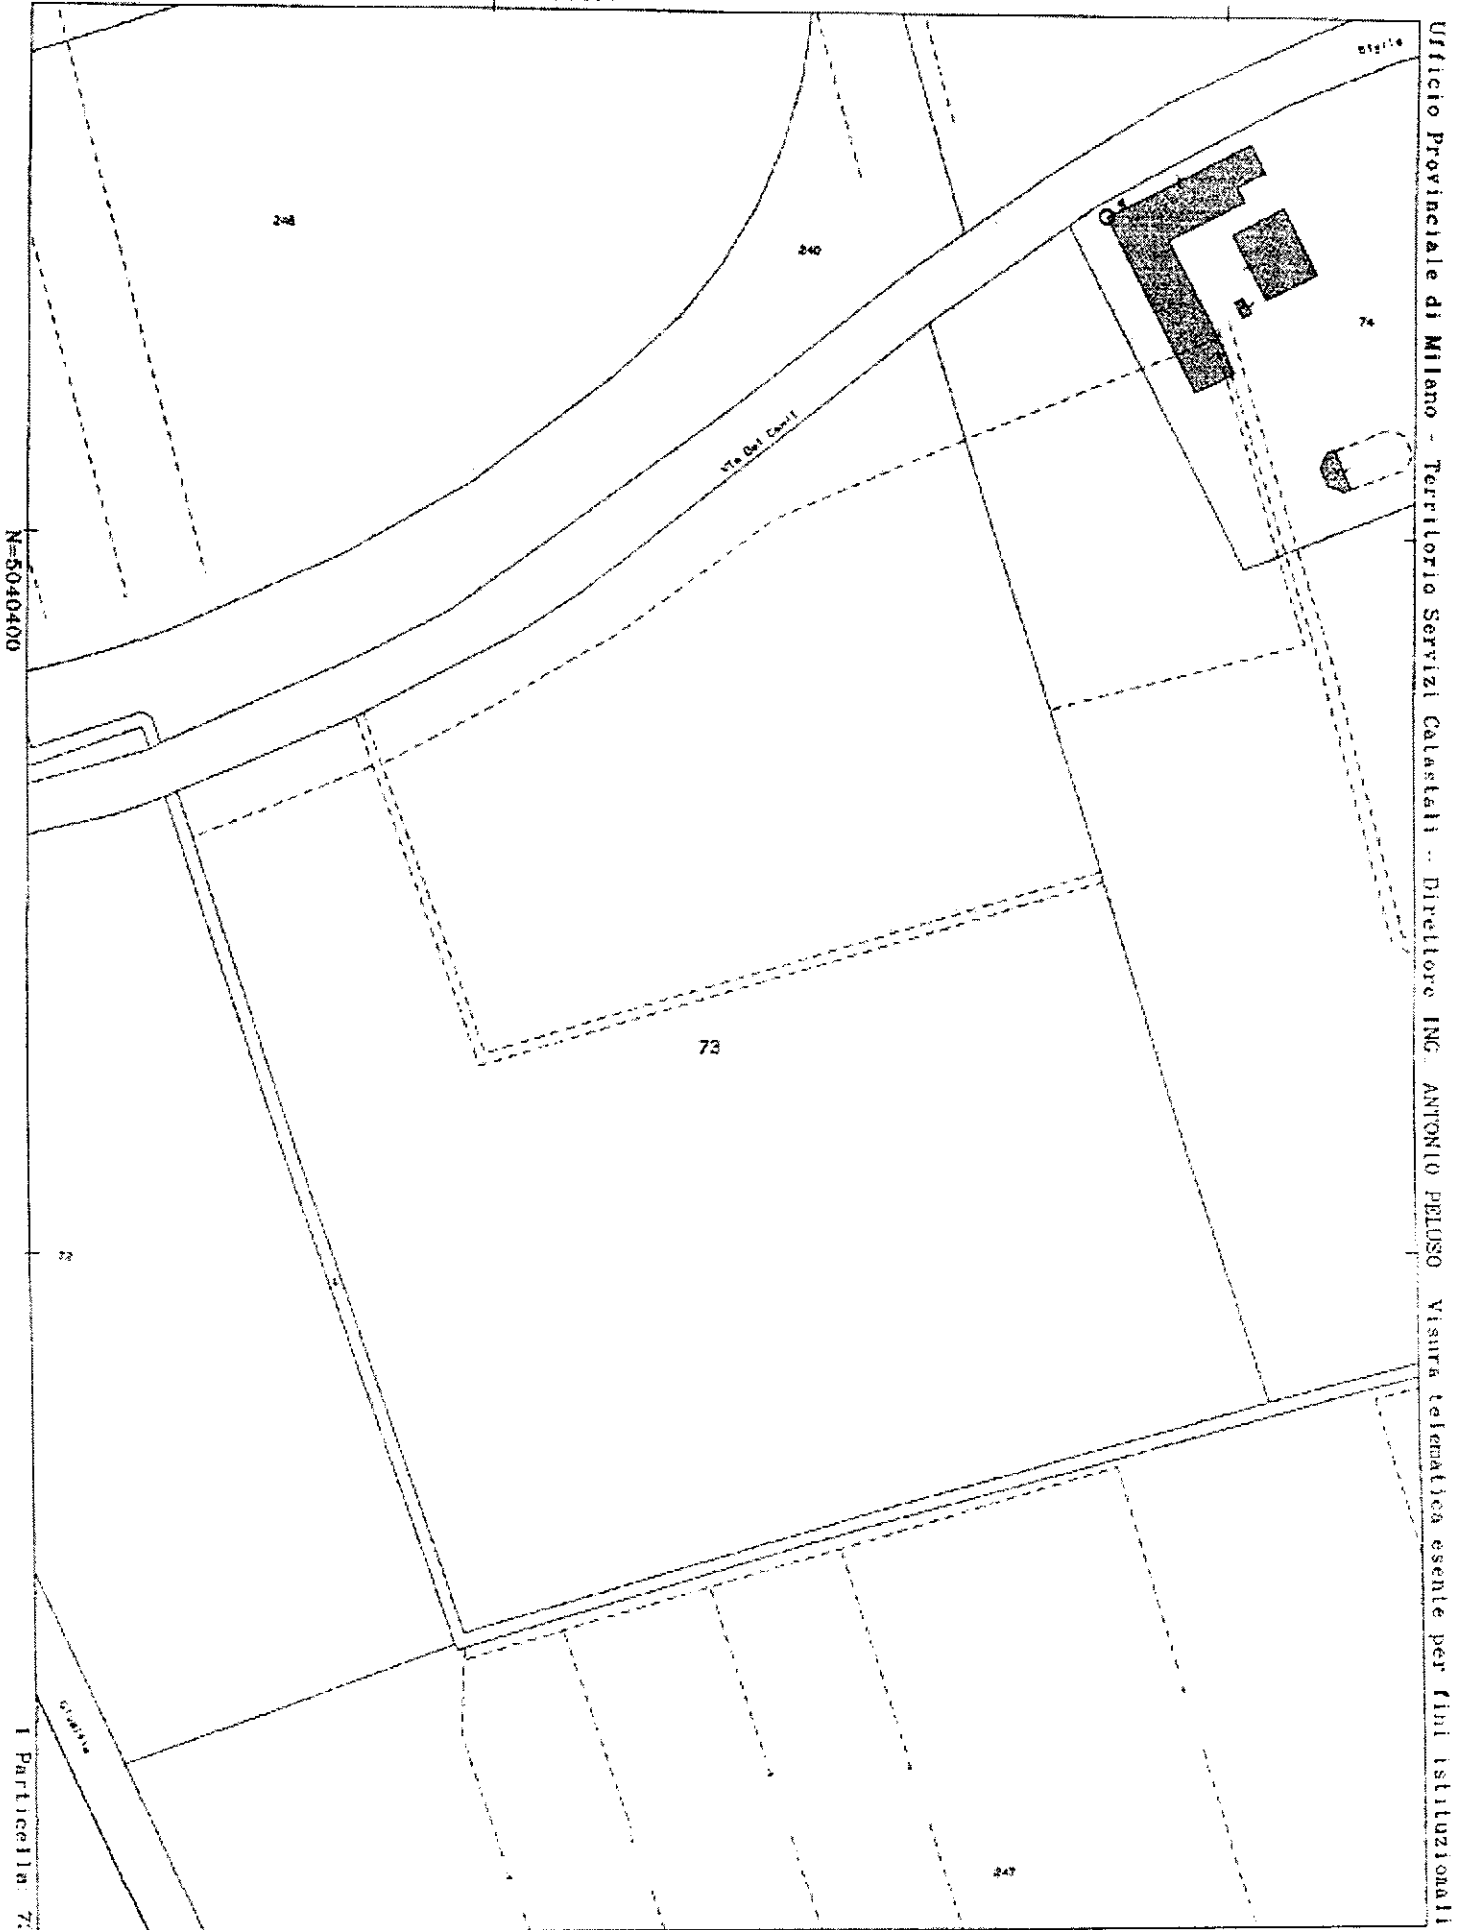 Ufficio Provinciale di Milano - Territorio Servizi Catastali - Direttore ING. ANTONIO PELUSO Visura telematica esente per fini istituzionali
240
74
73
72
247
N=5040400
1 Particella: 7